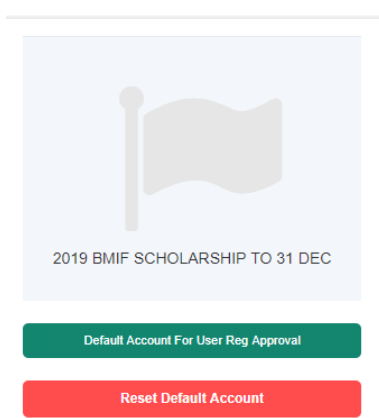 2019 BMIF SCHOLARSHIP TO 31 DEC
Default Account For User Reg Approval
Reset Default Account